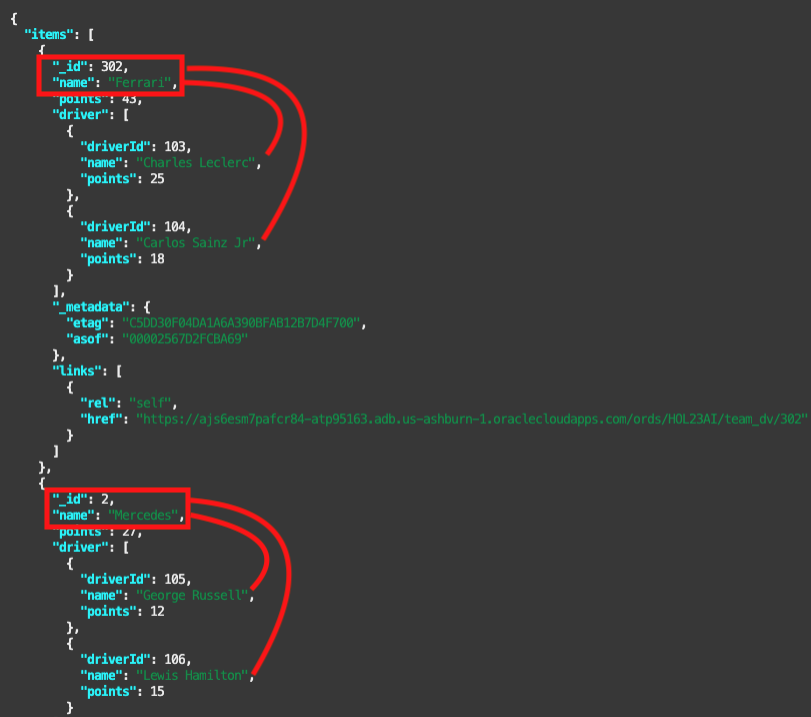 {
"items": [
{
"_id": 302,
"name": "Ferrari",
"points": 43,
"driver": [
{
"driverId": 103,
"name": "Charles Leclerc",
"points": 25
},
{
"driverId": 104,
"name": "Carlos Sainz Jr",
"points": 18
}
],
"_metadata": {
"etag": "C5DD30F04DA1A6A390BFAB12B7D4F700",
"asof": "00002567D2FCBA69"
},
"links": [
{
"rel": "self",
"href": "https://ajs6esm7pafcr84-atp95163.adb.us-ashburn-1.oraclecloudapps.com/ords/HOL23AI/team_dv/302"
}
]
},
{
"_id": 2,
"name": "Mercedes",
"points": 27,
"driver": [
{
"driverId": 105,
"name": "George Russell",
"points": 12
},
{
"driverId": 106,
"name": "Lewis Hamilton",
"points": 15
}